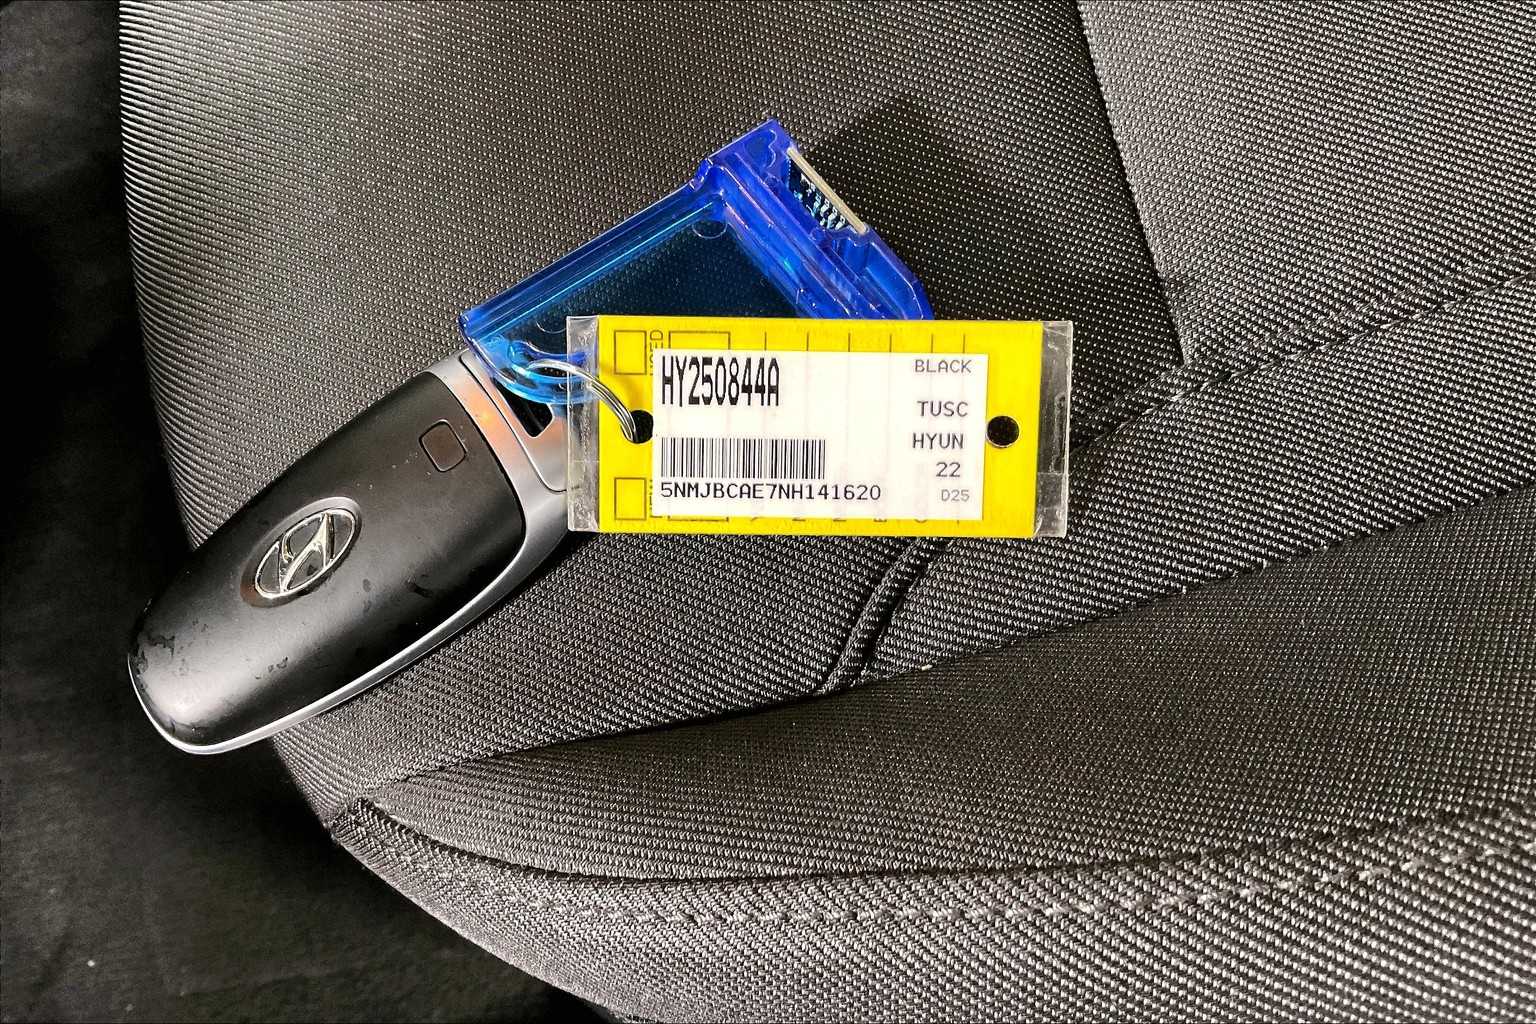 HY250844A
BLACK
TUSC
HYUN
22
5NMJBCAE7NH141620
D25